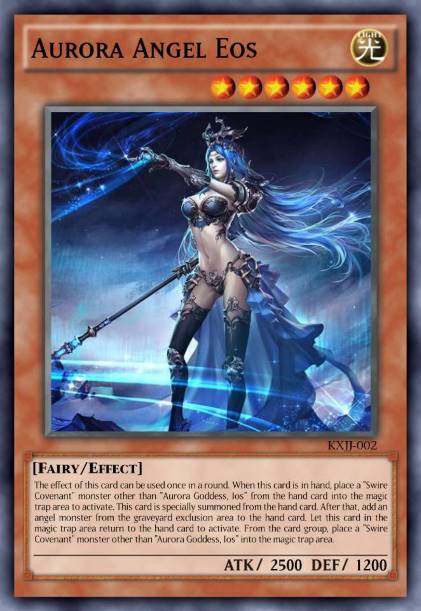 AURORA ANGEL EOS
LIGHT
光
KXJJ-002
[FAIRY/EFFECT]
The effect of this card can be used once in a round. When this card is in hand, place a "Swire
Covenant" monster other than "Aurora Goddess, Ios" from the hand card into the magic
trap area to activate. This card is specially summoned from the hand card. After that, add an
angel monster from the graveyard exclusion area to the hand card. Let this card in the
magic trap area return to the hand card to activate. From the card group, place a "Swire
Covenant" monster other than "Aurora Goddess, Ios" into the magic trap area.
ATK/ 2500 DEF/ 1200